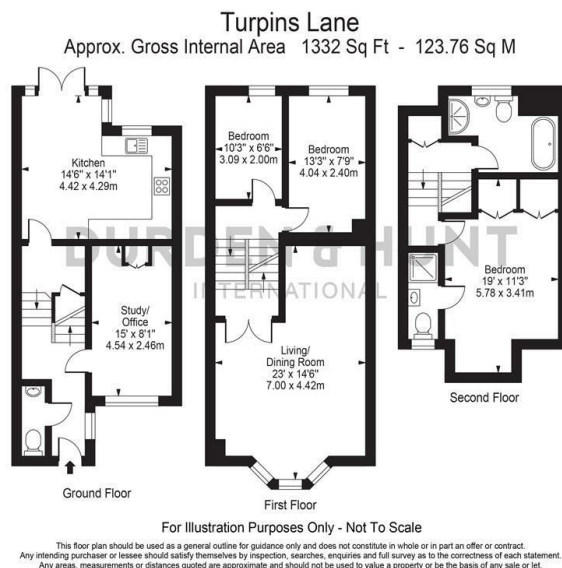 Turpins Lane
Approx. Gross Internal Area 1332 Sq Ft - 123.76 Sq M
Kitchen
14'6" x 14'1"
4.42 x 4.29m
Study/
Office
15' x 8'1"
4.54 x 2.46m
Ground Floor
Bedroom
10'3" x 6'6"
3.09 x 2.00m
Bedroom
13'3" x 7'9"
4.04 x 2.40m
Living/
Dining Room
23' x 14'6"
7.00 x 4.42m
First Floor
Bedroom
19' x 11'3"
5.78 x 3.41m
Second Floor
DURDEN & HUNT
INTERNATIONAL
For Illustration Purposes Only - Not To Scale
This floor plan should be used as a general outline for guidance only and does not constitute in whole or in part an offer or contract.
Any intending purchaser or lessee should satisfy themselves by inspection, searches, enquiries and full survey as to the correctness of each statement.
Any areas, measurements or distances quoted are approximate and should not be used to value a property or be the basis of any sale or let.